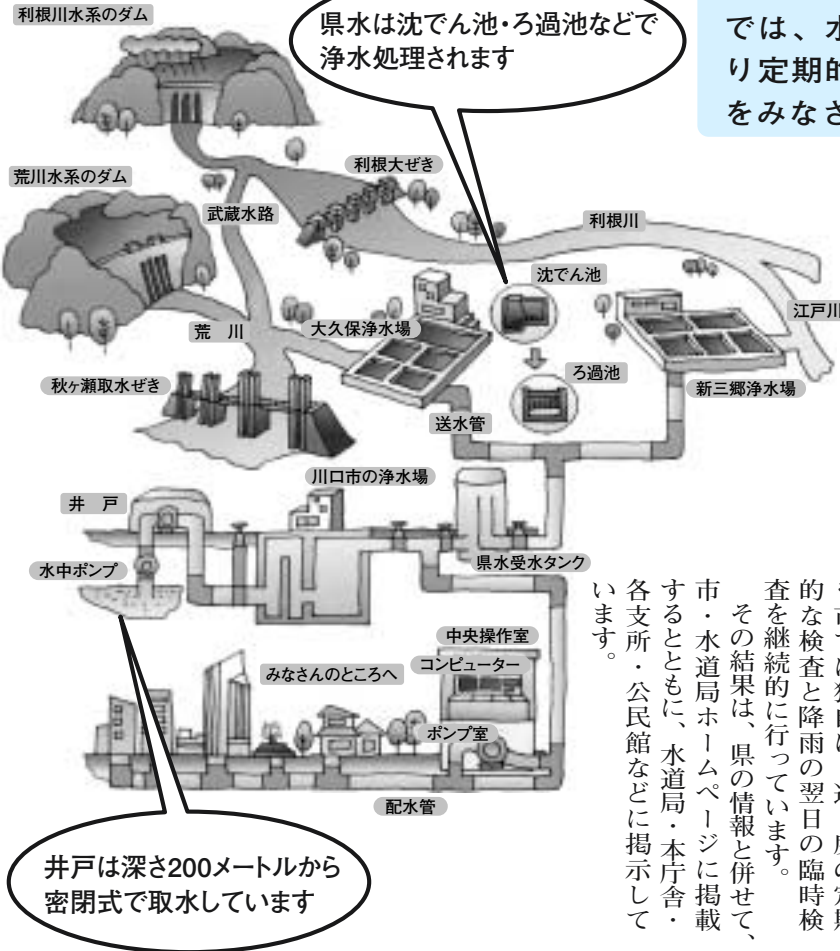 利根川水系のダム
県水は沈でん池・ろ過池などで
浄水処理されます
では、水
り定期的
をみなさ
荒川水系のダム
利根大ぜき
武蔵水路
利根川
沈でん池
江戸川
荒 川
大久保浄水場
ろ過池
新三郷浄水場
秋ヶ瀬取水ぜき
送水管
川口市の浄水場
井 戸
水中ポンプ
県水受水タンク
中央操作室
コンピューター
みなさんのところへ
ポンプ室
配水管
井戸は深さ200メートルから
密閉式で取水しています
的な検査と降雨の翌日の臨時検
査を継続的に行っています。
その結果は、県の情報と併せて、
市・水道局ホームページに掲載
するとともに、水道局・本庁舎・
各支所・公民館などに掲示して
います。